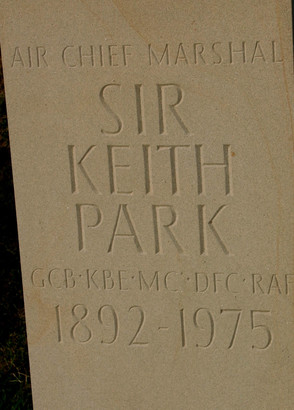 AIR CHIEF MARSHAL
SIR
KEITH
PARK
GCB·KBE·MC·DFC·RAF
1892-1975